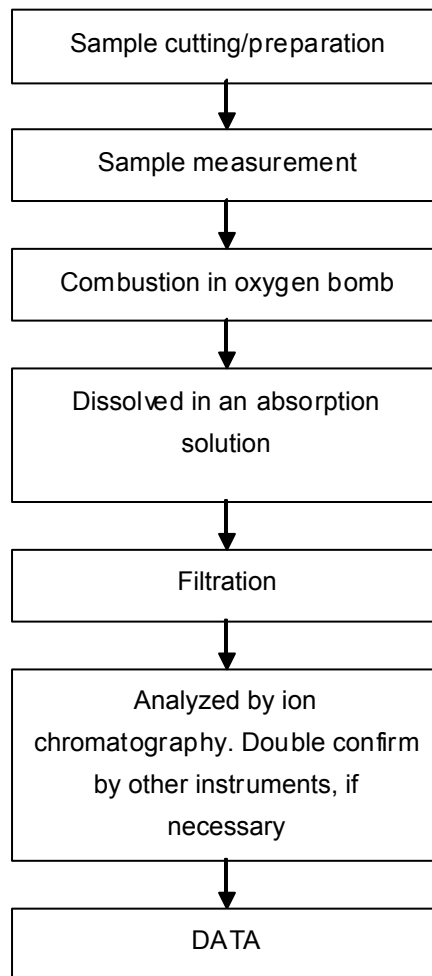 Sample cutting/preparation
Sample measurement
Combustion in oxygen bomb
Dissolved in an absorption
solution
Filtration
Analyzed by ion
chromatography. Double confirm
by other instruments, if
necessary
DATA